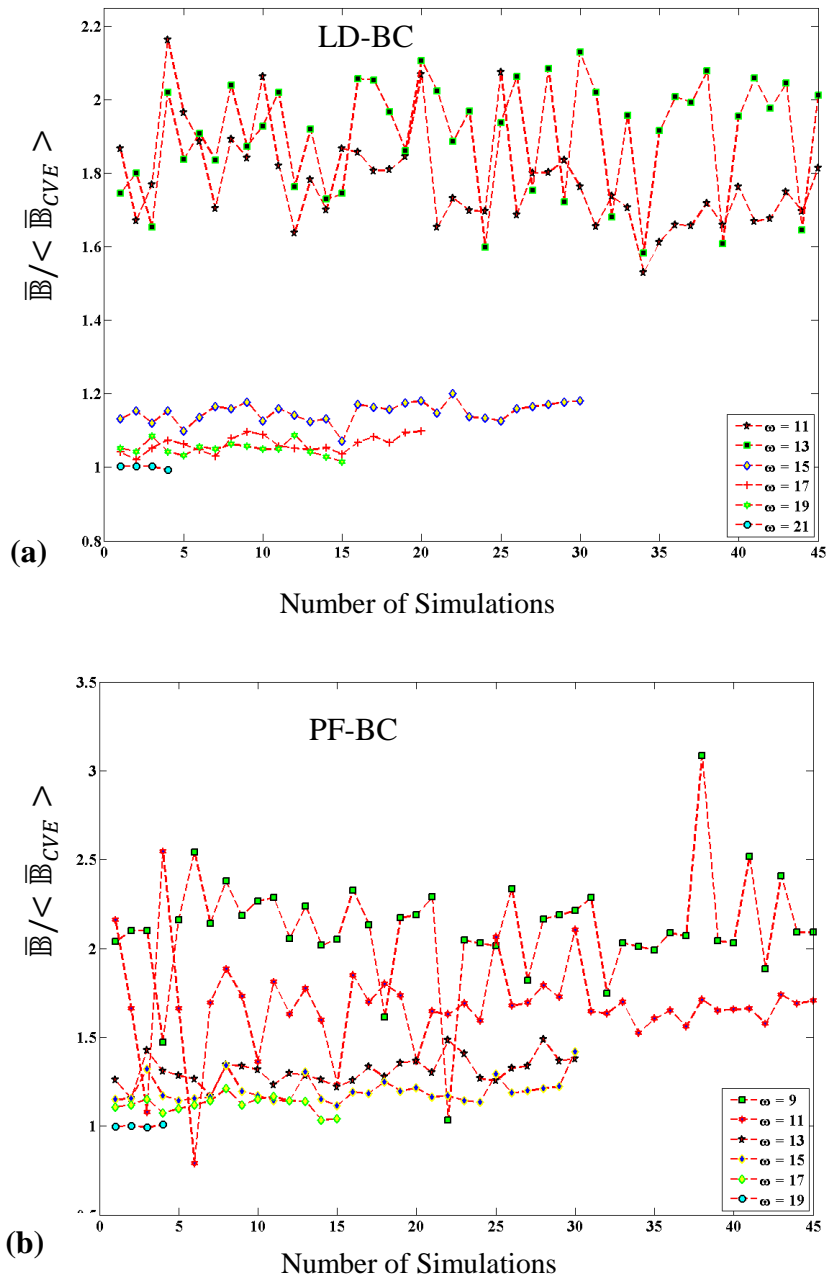 LD-BC
2.2
2
1.8
1.6
1.4
1.2
1
0.8
𝔹̅/< 𝔹̅CVE >
0 5 10 15 20 25 30 35 40 45
ω = 11
ω = 13
ω = 15
ω = 17
ω = 19
ω = 21
(a)
Number of Simulations
PF-BC
3.5
3
2.5
2
1.5
1
0.5
𝔹̅/< 𝔹̅CVE >
0 5 10 15 20 25 30 35 40 45
ω = 9
ω = 11
ω = 13
ω = 15
ω = 17
ω = 19
(b)
Number of Simulations